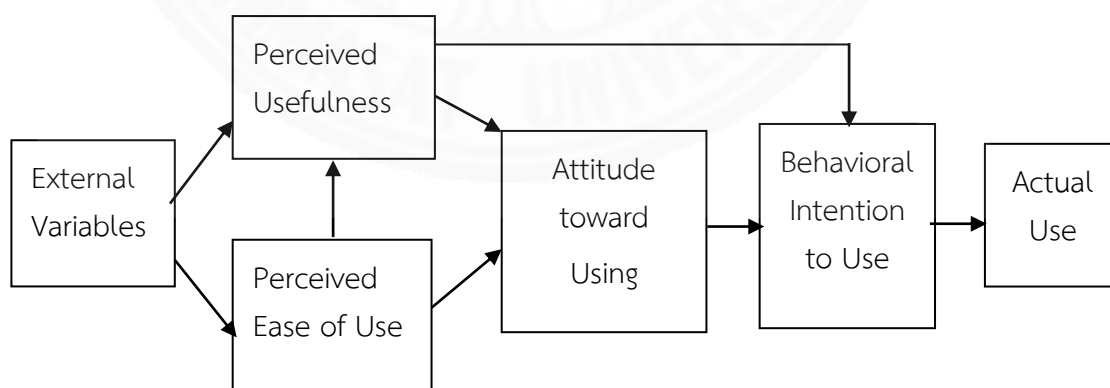 Perceived
Usefulness
External
Variables
Perceived
Ease of Use
Attitude
toward
Using
Behavioral
Intention
to Use
Actual
Use